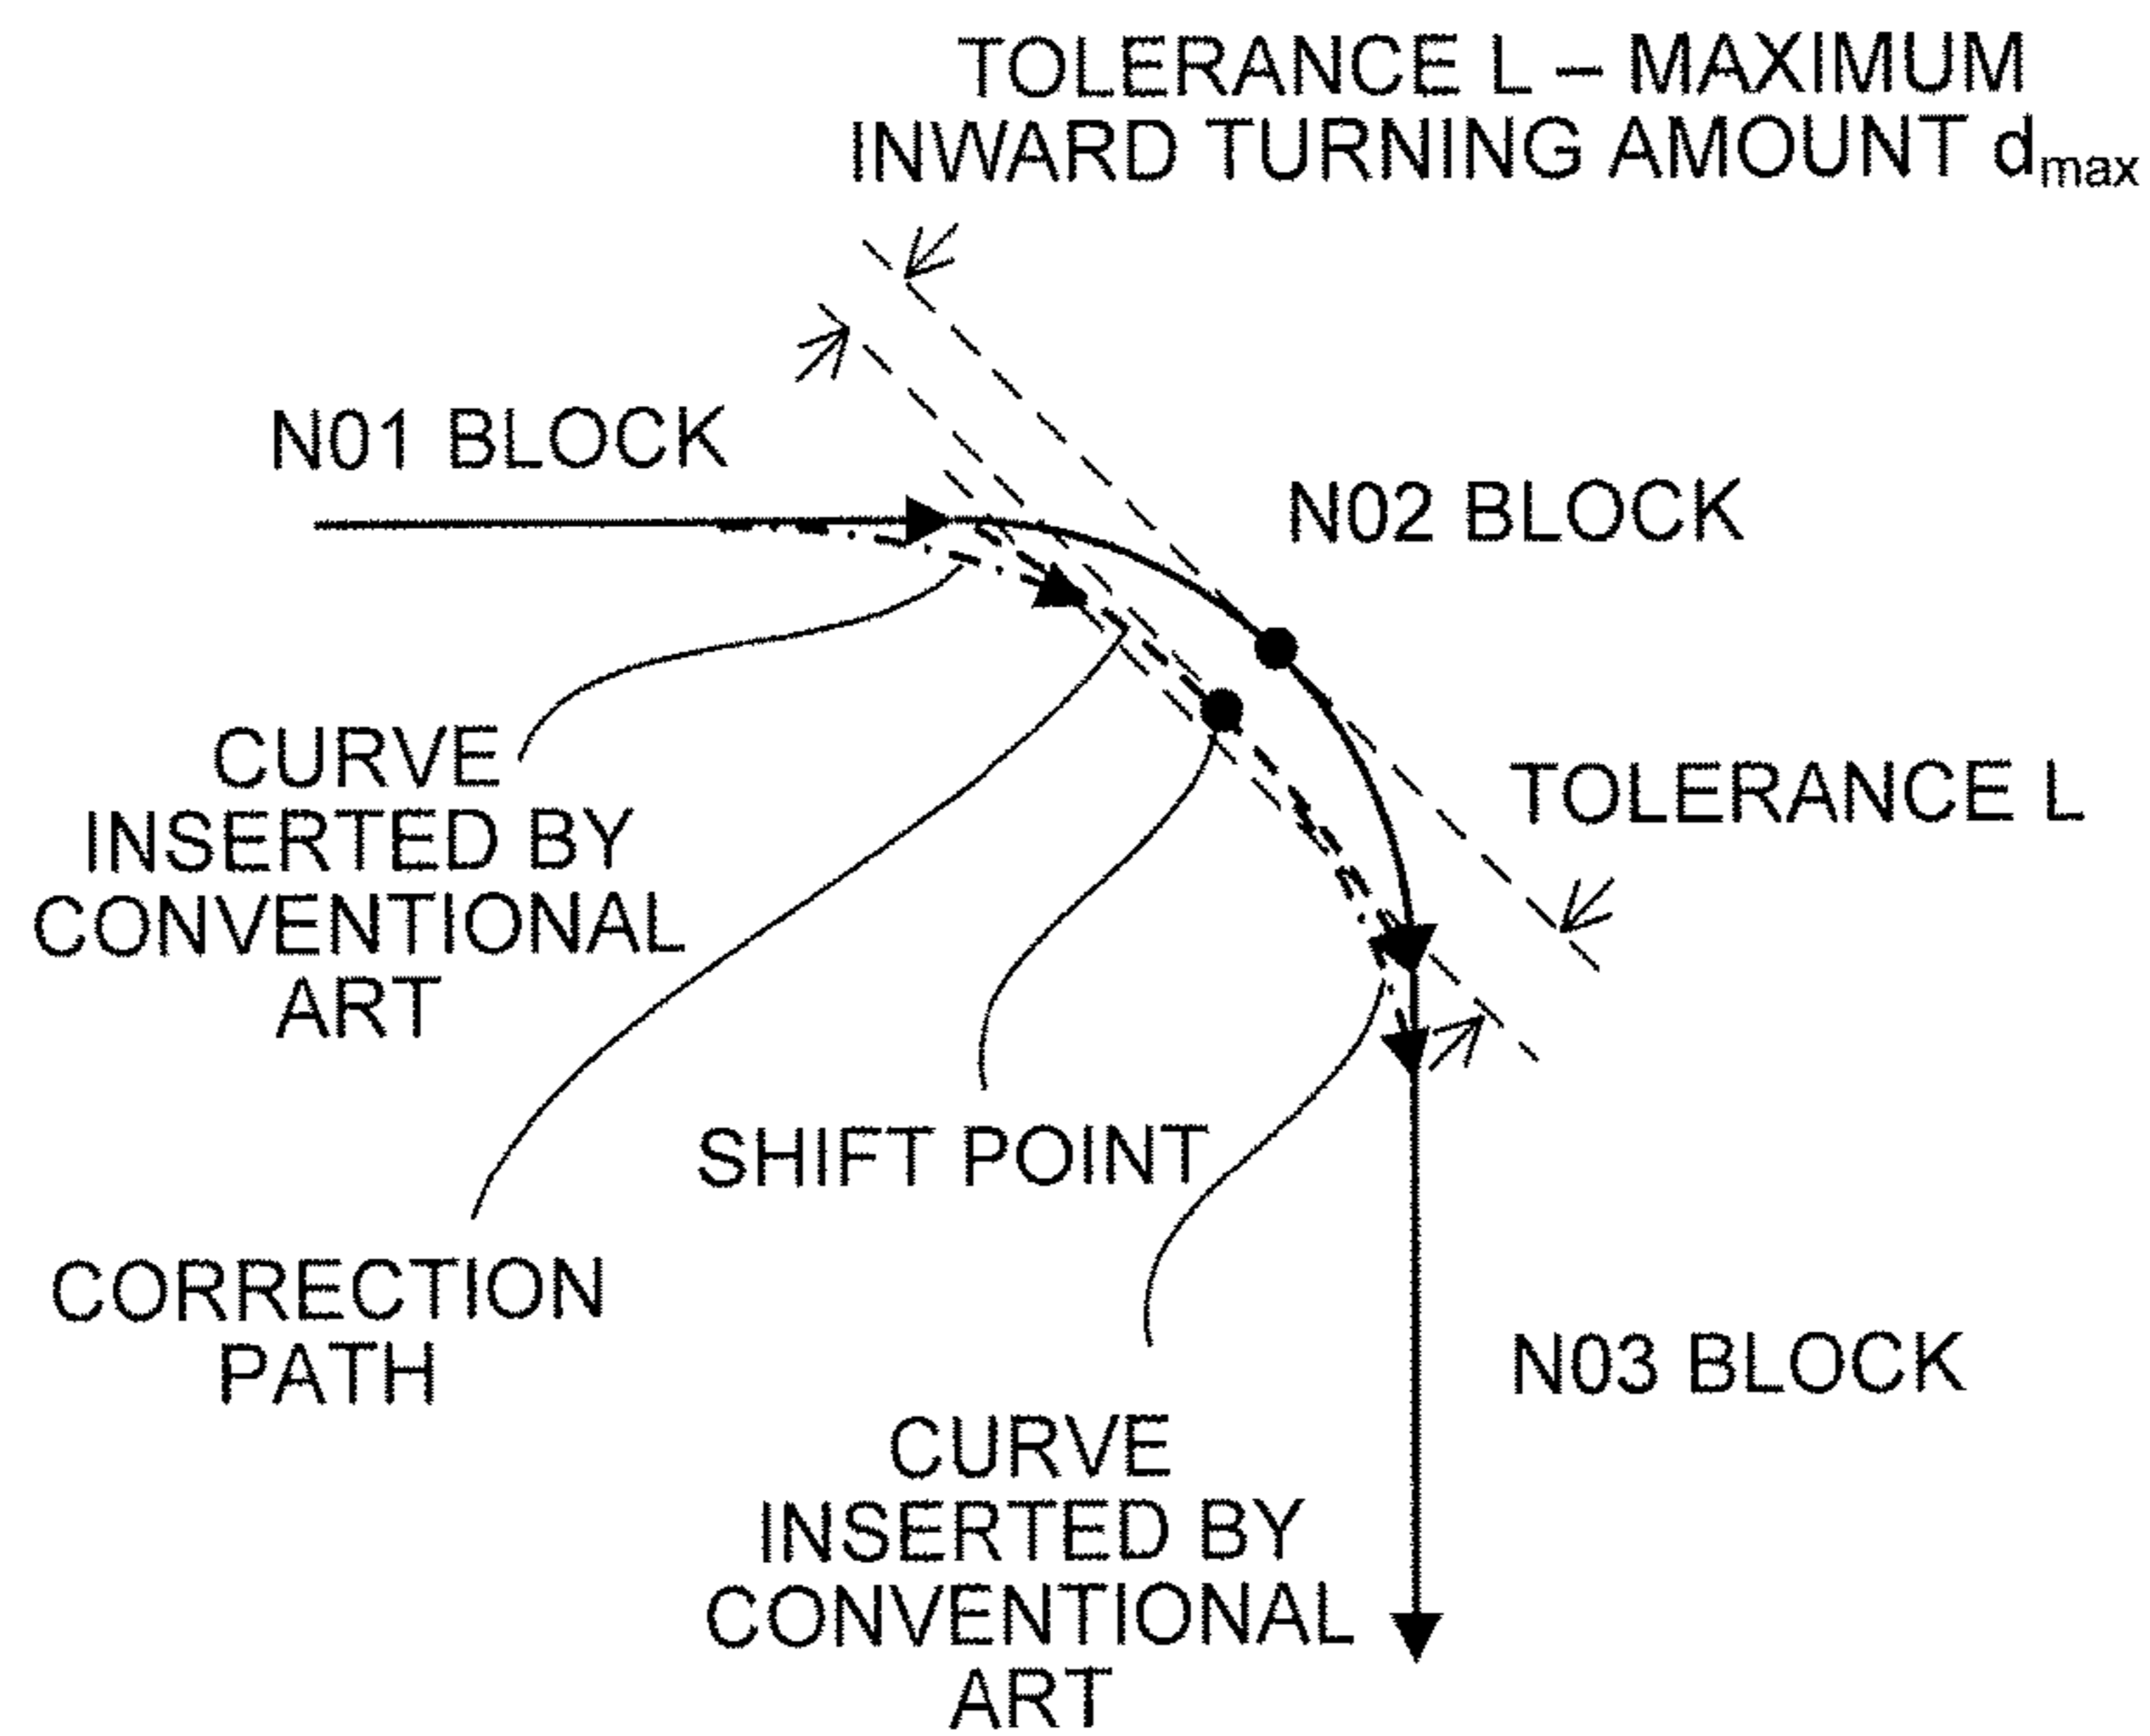 TOLERANCE L – MAXIMUM
INWARD TURNING AMOUNT dmax
N01 BLOCK
N02 BLOCK
CURVE
INSERTED BY
CONVENTIONAL
ART
TOLERANCE L
SHIFT POINT
CORRECTION
PATH
N03 BLOCK
CURVE
INSERTED BY
CONVENTIONAL
ART